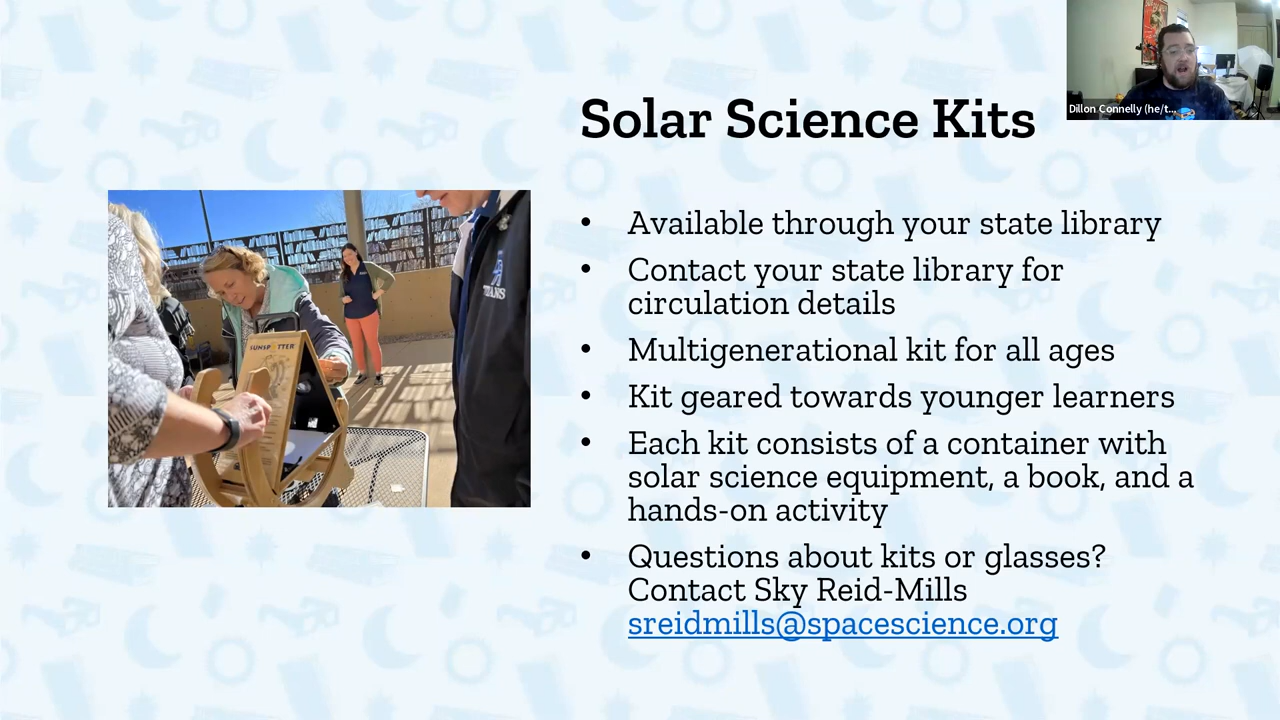 Dillon Connelly (he/t...
Solar Science Kits
• Available through your state library
• Contact your state library for
circulation details
• Multigenerational kit for all ages
• Kit geared towards younger learners
• Each kit consists of a container with
solar science equipment, a book, and a
hands-on activity
• Questions about kits or glasses?
Contact Sky Reid-Mills
sreidmills@spacescience.org
SUNSPOTTER